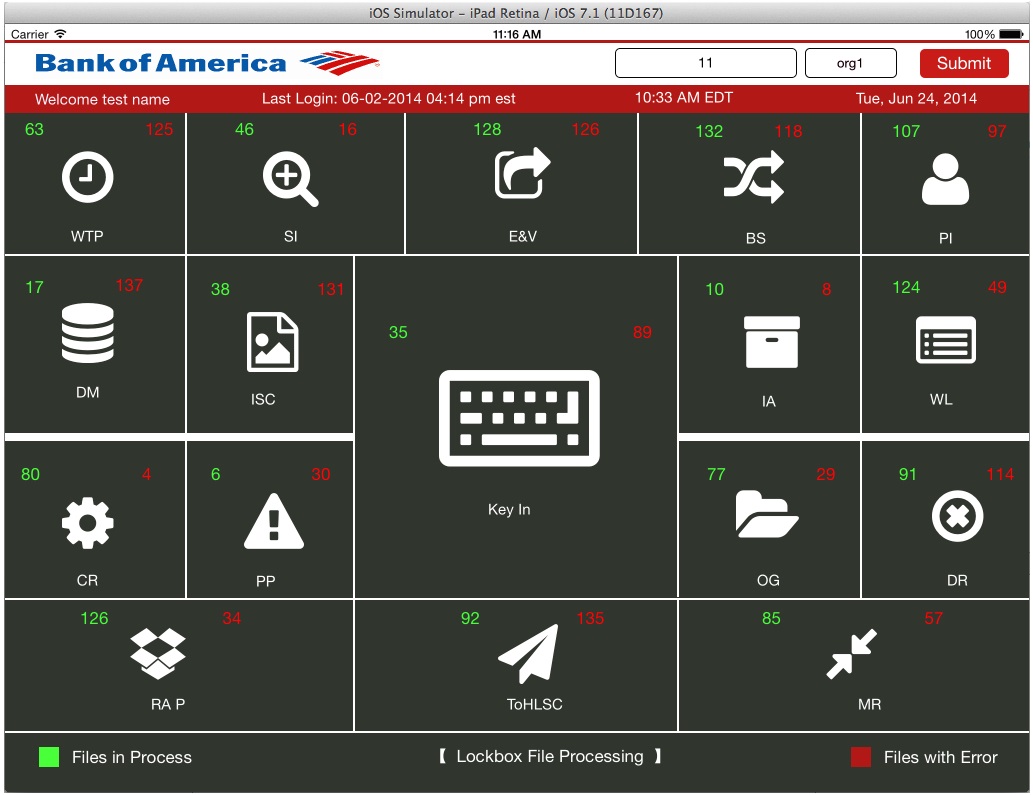 iOS Simulator - iPad Retina / iOS 7.1 (11D167)
Carrier 11:16 AM 100%
Bank of America 11 org1 Submit
Welcome test name Last Login: 06-02-2014 04:14 pm est 10:33 AM EDT Tue, Jun 24, 2014
63 125 46 16 128 126 132 118 107 97
WTP SI E&V BS PI
17 137 38 131 10 8 124 49
35 89
DM ISC IA WL
80 4 6 30 77 29 91 114
Key In
CR PP OG DR
126 34 92 135 85 57
RA P ToHLSC MR
Files in Process 【 Lockbox File Processing 】 Files with Error